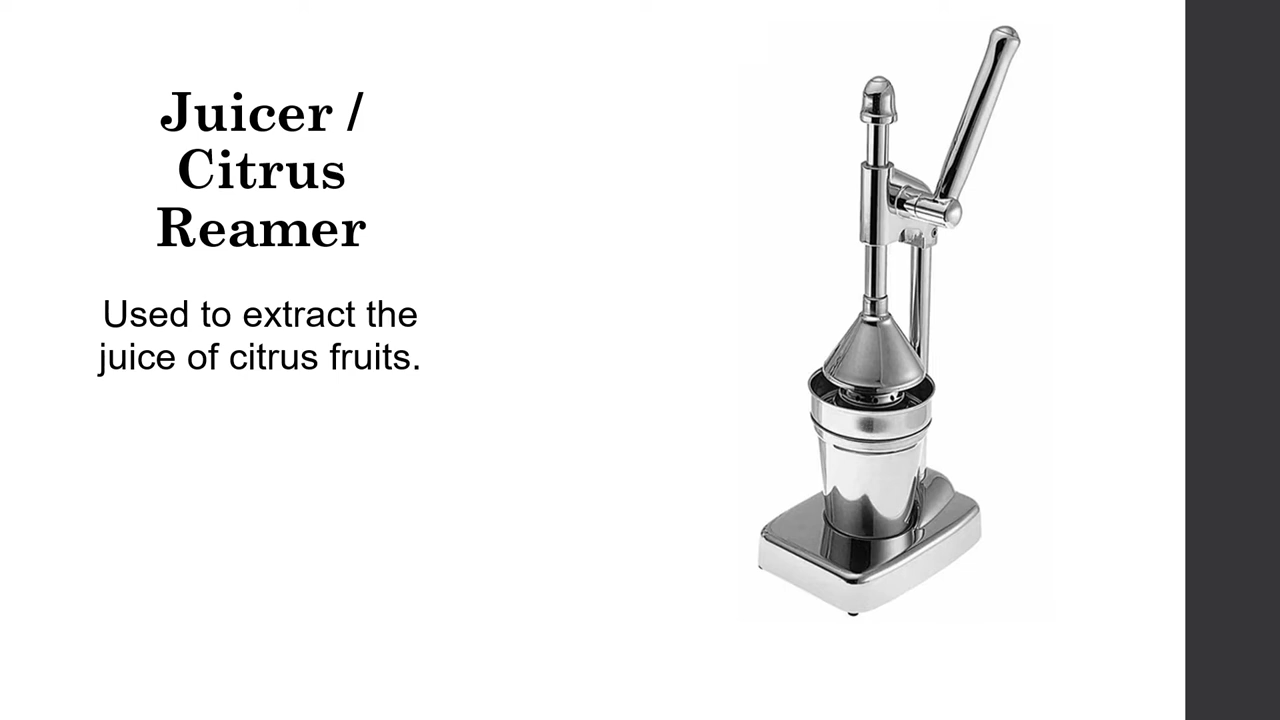 Juicer /
Citrus
Reamer
Used to extract the
juice of citrus fruits.